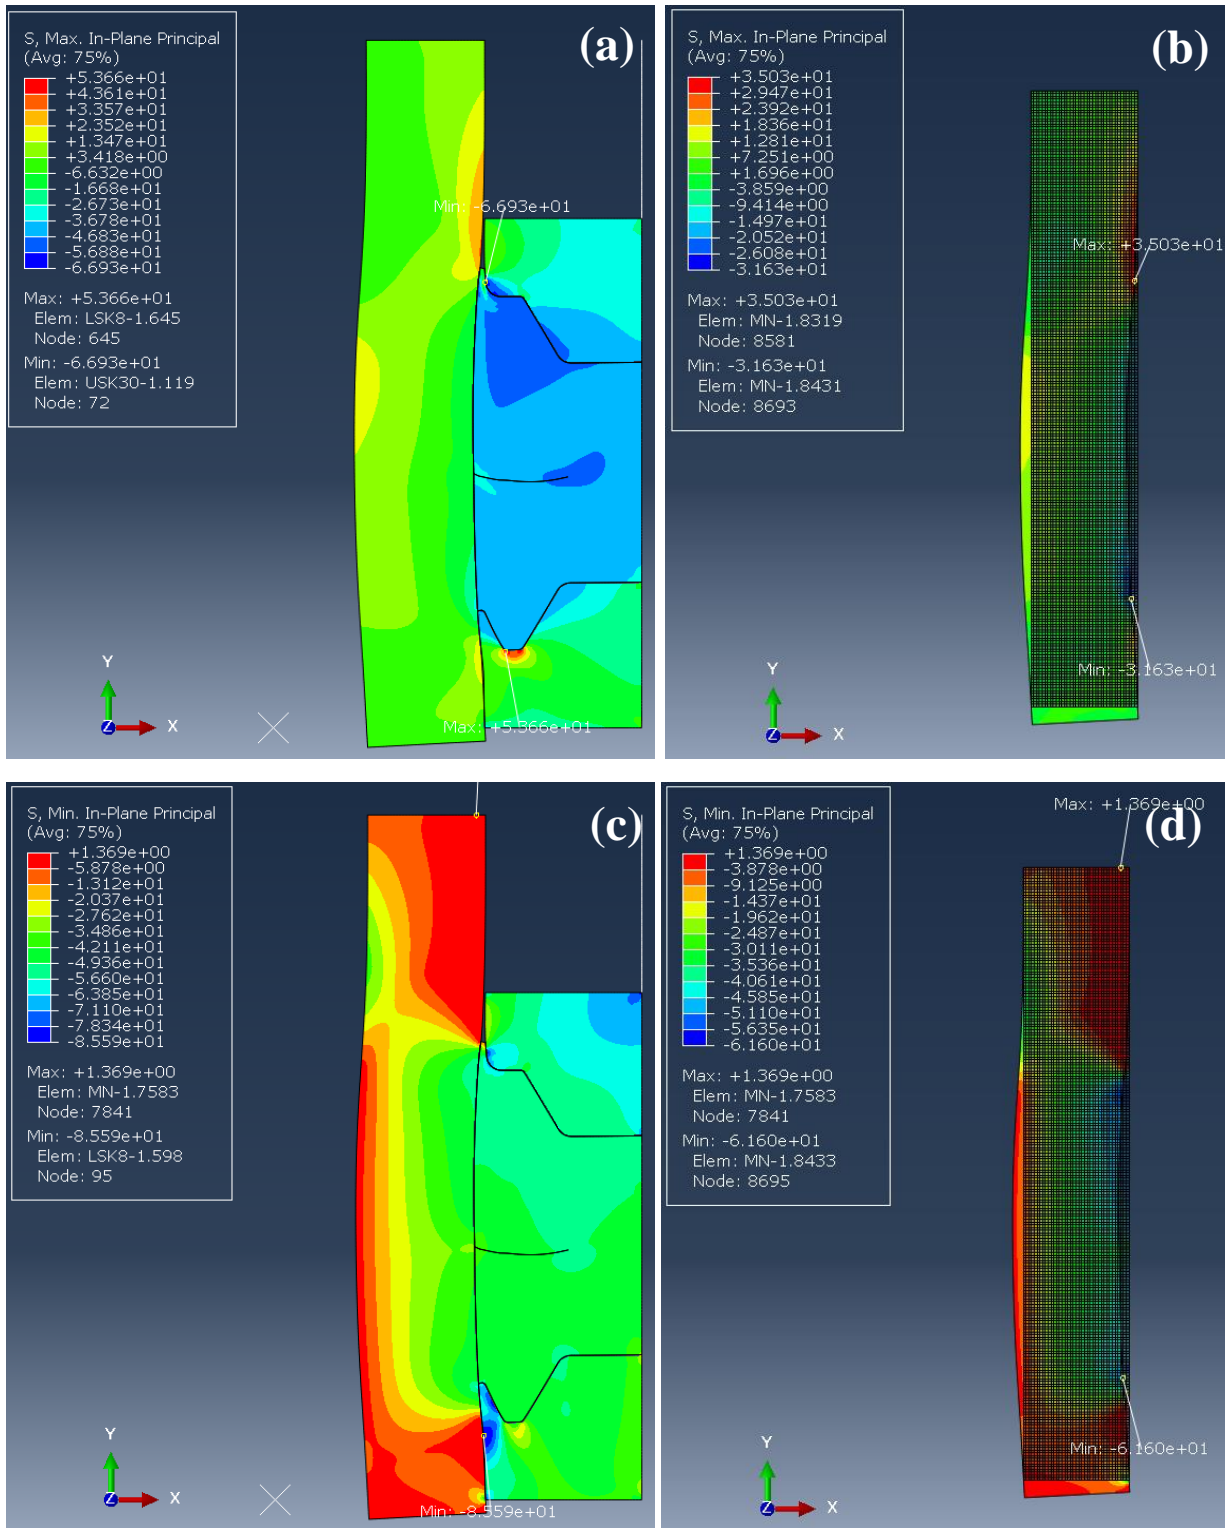 (a)
S, Max. In-Plane Principal
(Avg: 75%)
+5.366e+01
+4.361e+01
+3.357e+01
+2.352e+01
+1.347e+01
+3.418e+00
-6.632e+00
-1.668e+01
-2.673e+01
-3.678e+01
-4.683e+01
-5.688e+01
-6.693e+01
Max: +5.366e+01
Elem: LSK8-1.645
Node: 645
Min: -6.693e+01
Elem: USK30-1.119
Node: 72
Min: -6.693e+01
Max: +5.366e+01
Y
Z
X
(b)
S, Max. In-Plane Principal
(Avg: 75%)
+3.503e+01
+2.947e+01
+2.392e+01
+1.836e+01
+1.281e+01
+7.251e+00
+1.696e+00
-3.859e+00
-9.414e+00
-1.497e+01
-2.052e+01
-2.608e+01
-3.163e+01
Max: +3.503e+01
Elem: MN-1.8319
Node: 8581
Min: -3.163e+01
Elem: MN-1.8431
Node: 8693
Max: +3.503e+01
Min: -3.163e+01
Y
Z
X
(c)
S, Min. In-Plane Principal
(Avg: 75%)
+1.369e+00
-5.878e+00
-1.312e+01
-2.037e+01
-2.762e+01
-3.486e+01
-4.211e+01
-4.936e+01
-5.660e+01
-6.385e+01
-7.110e+01
-7.834e+01
-8.559e+01
Max: +1.369e+00
Elem: MN-1.7583
Node: 7841
Min: -8.559e+01
Elem: LSK8-1.598
Node: 95
Min: -8.559e+01
Y
Z
X
(d)
S, Min. In-Plane Principal
(Avg: 75%)
+1.369e+00
-3.878e+00
-9.125e+00
-1.437e+01
-1.962e+01
-2.487e+01
-3.011e+01
-3.536e+01
-4.061e+01
-4.585e+01
-5.110e+01
-5.635e+01
-6.160e+01
Max: +1.369e+00
Elem: MN-1.7583
Node: 7841
Min: -6.160e+01
Elem: MN-1.8433
Node: 8695
Max: +1.369e+00
Min: -6.160e+01
Y
Z
X